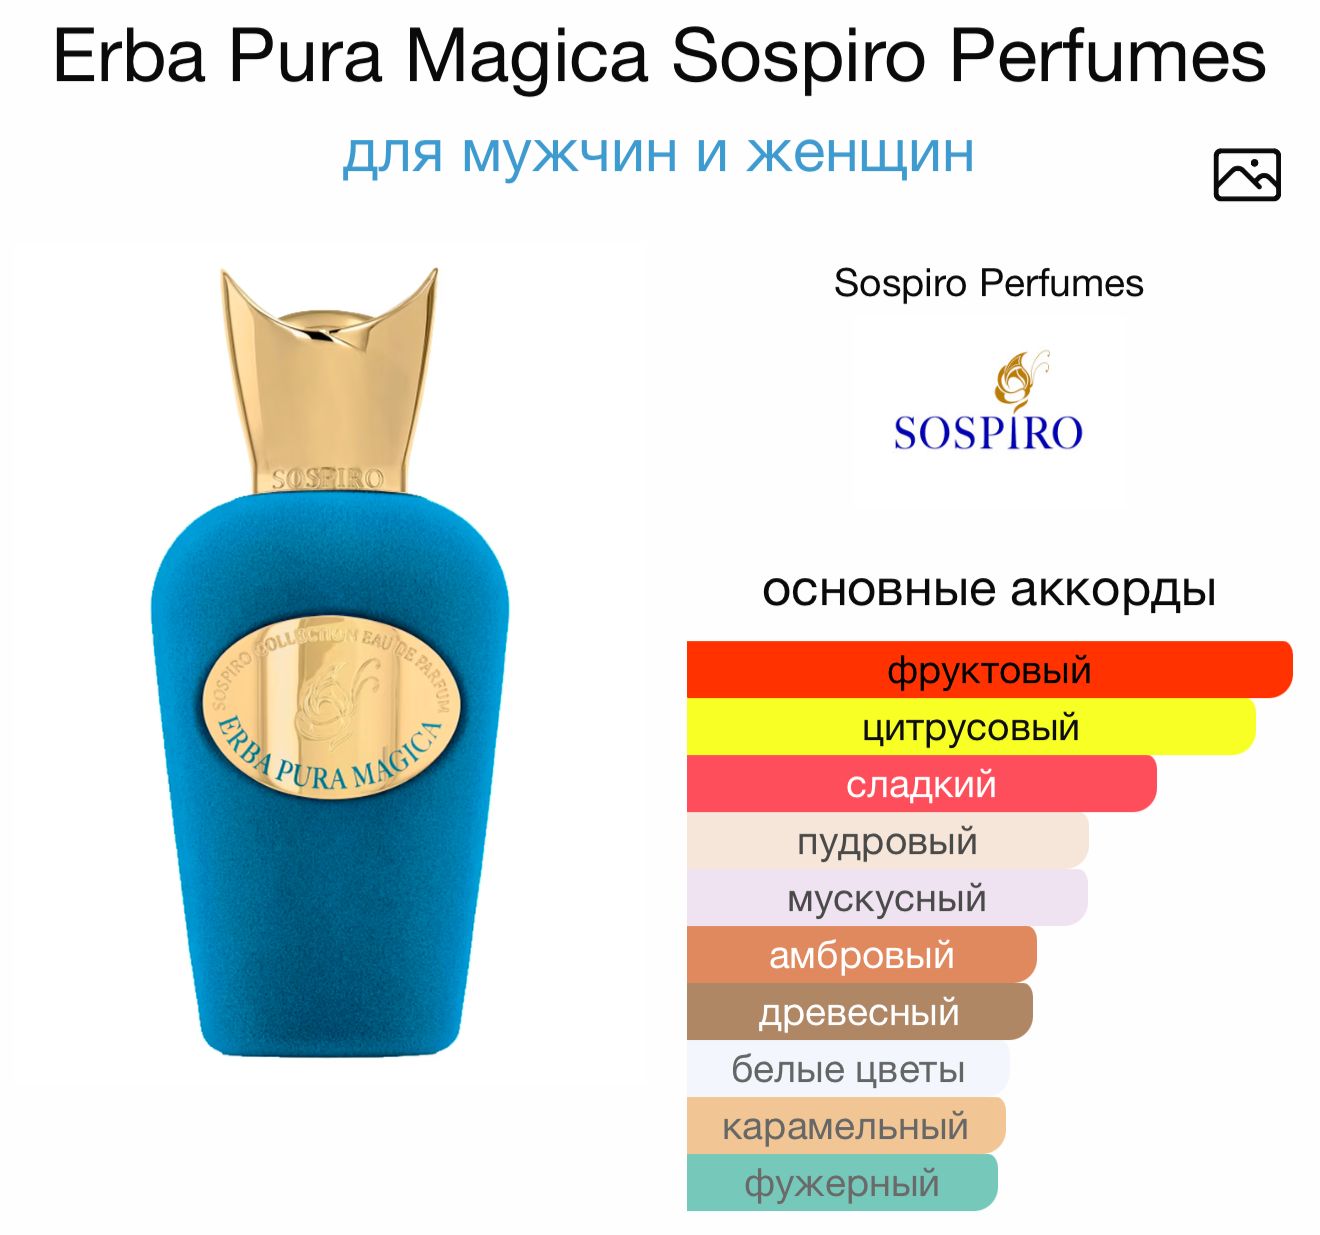 Erba Pura Magica Sospiro Perfumes
для мужчин и женщин
SOSPIRO
SOSPIRO COLLECTION EAU DE PARFUM
ERBA PURA MAGICA
Sospiro Perfumes
SOSPIRO
основные аккорды
фруктовый
цитрусовый
сладкий
пудровый
мускусный
амбровый
древесный
белые цветы
карамельный
фужерный